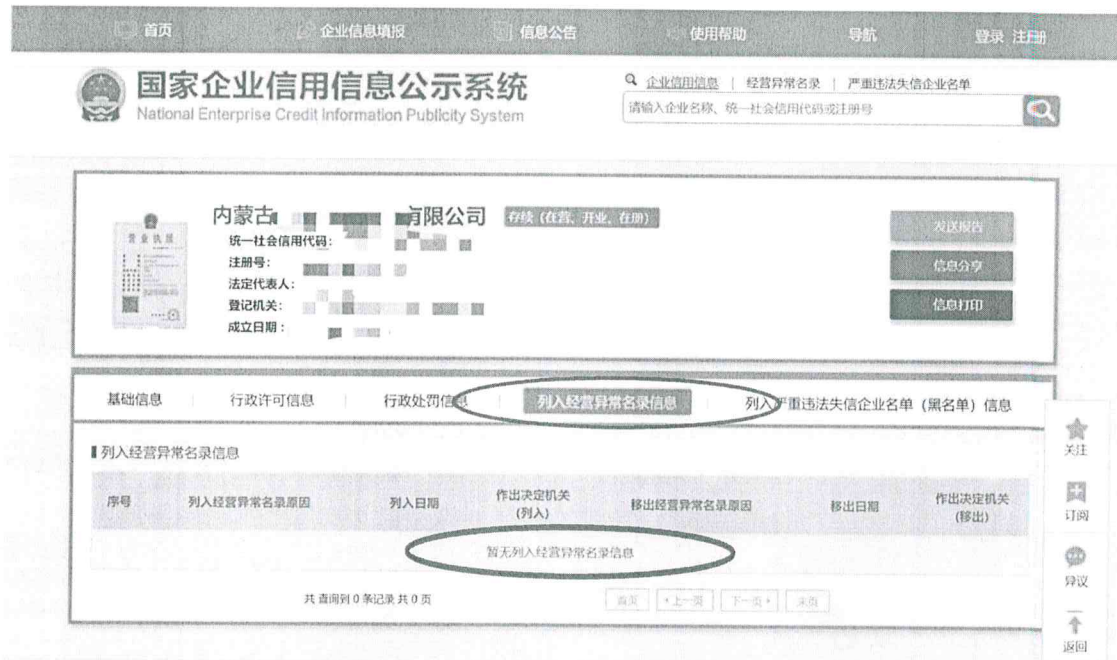 首页 企业信息填报 信息公告 使用帮助 导航 登录 注册
国家企业信用信息公示系统
National Enterprise Credit Information Publicity System
企业信用信息 | 经营异常名录 | 严重违法失信企业名单
请输入企业名称、统一社会信用代码或注册号
内蒙古 有限公司 存续（在营、开业、在册）
营业执照
统一社会信用代码：
注册号：
法定代表人：
登记机关：
成立日期：
发送报告
信息分享
信息打印
基础信息 行政许可信息 行政处罚信息 列入经营异常名录信息 列入严重违法失信企业名单（黑名单）信息
列入经营异常名录信息
序号 列入经营异常名录原因 列入日期 作出决定机关(列入) 移出经营异常名录原因 移出日期 作出决定机关(移出)
暂无列入经营异常名录信息
共 查询到 0 条记录 共 0 页 首页 上一页 下一页 末页
关注
订阅
异议
返回